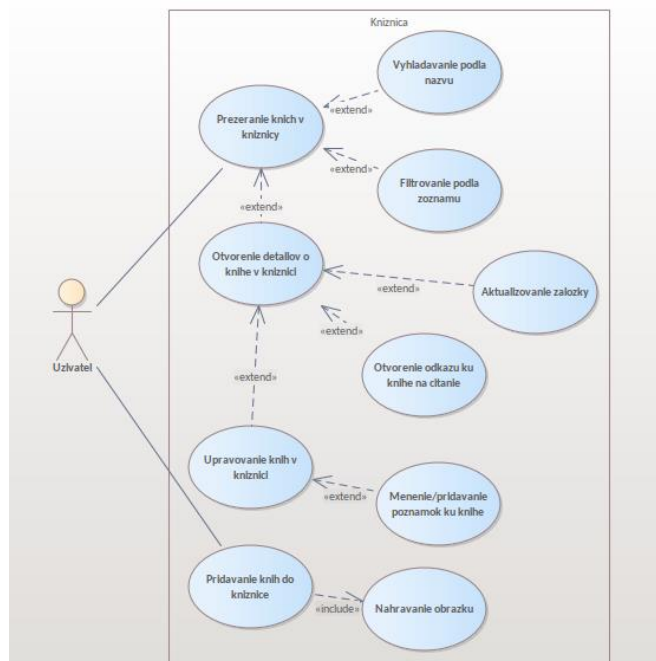 Kniznica
Vyhladavanie podla
nazvu
Prezeranie knich v
kniznicy
«extend»
«extend»
Filtrovanie podla
zoznamu
«extend»
Otvorenie detailov o
knihe v kniznici
Aktualizovanie zalozky
«extend»
«extend»
Otvorenie odkazu ku
knihe na citanie
Uzivatel
«extend»
Upravovanie knih v
kniznici
Menenie/pridavanie
poznamok ku knihe
«extend»
Pridavanie knih do
kniznice
«include»
Nahravanie obrazku